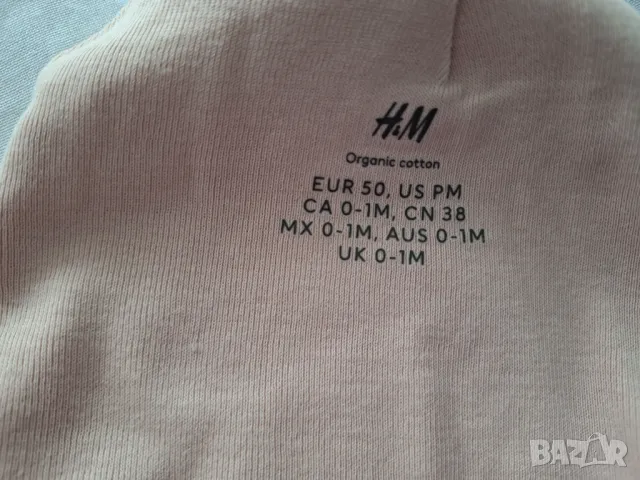 H&M
Organic cotton
EUR 50, US PM
CA 0-1M, CN 38
MX 0-1M, AUS 0-1M
UK 0-1M
BAZAR